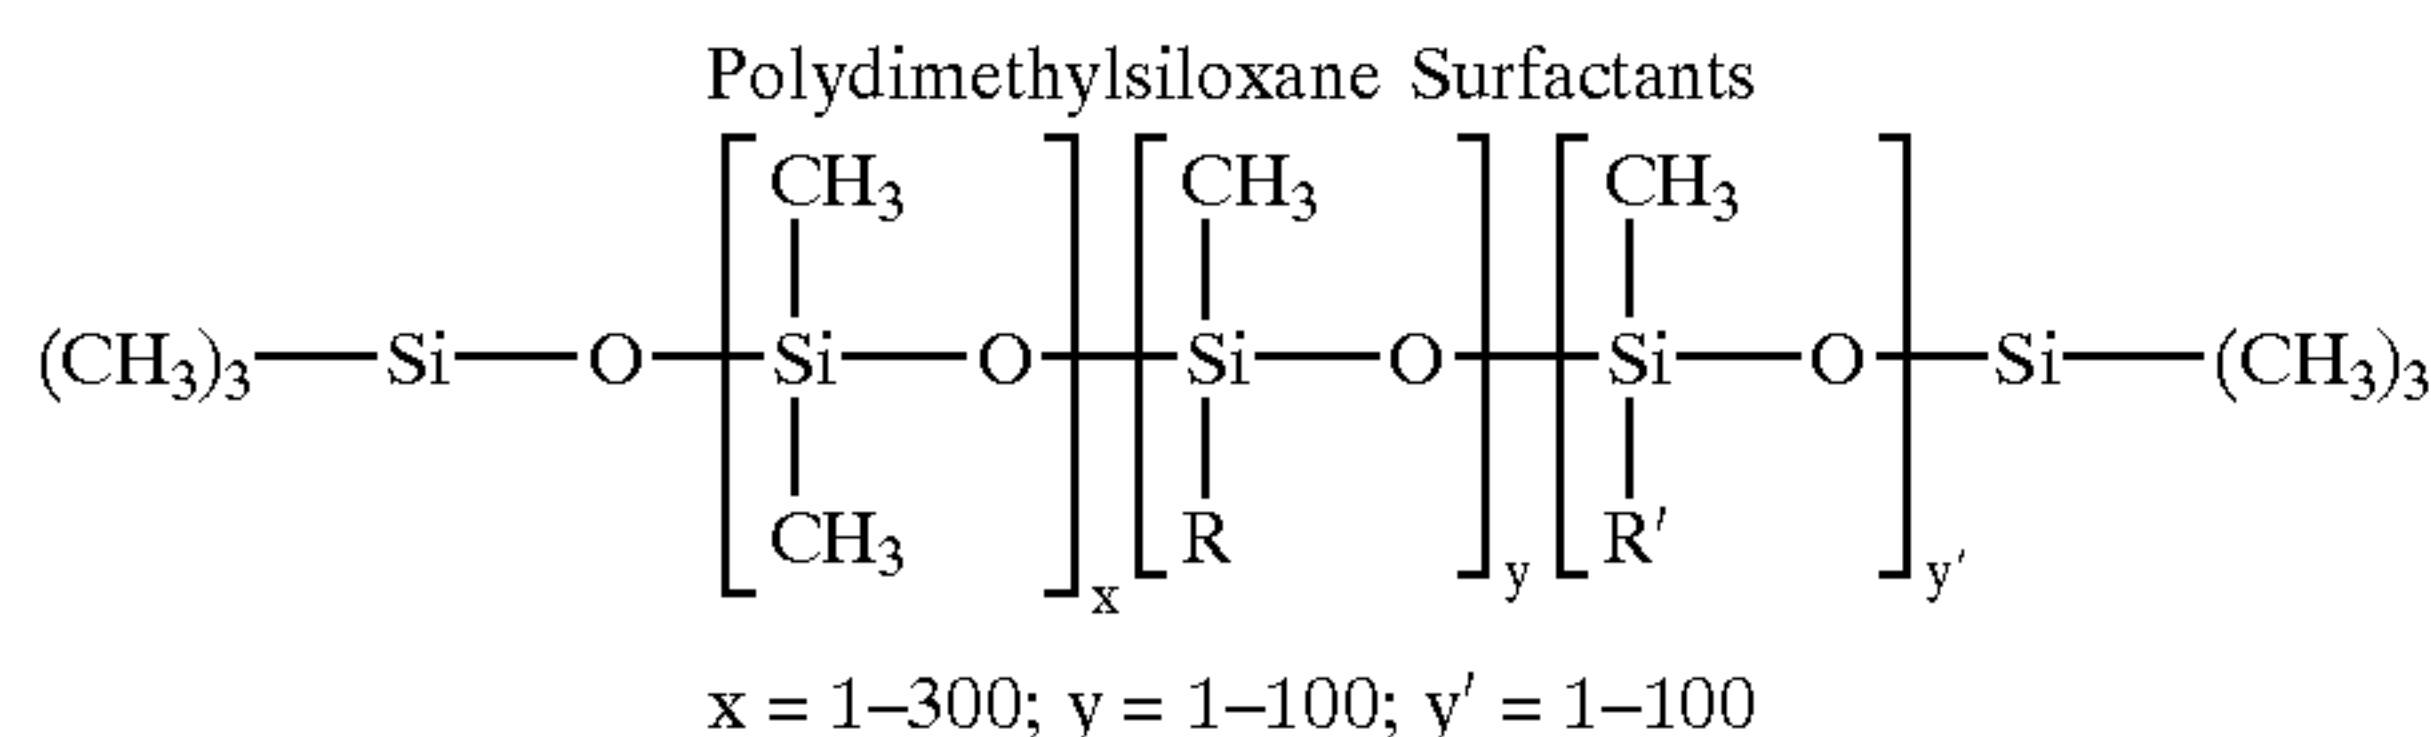 Polydimethylsiloxane Surfactants
CH₃ CH₃ CH₃
(CH₃)₃—Si—O—[Si—O]ₓ—[Si—O]y—[Si—O]y′—Si—(CH₃)₃
CH₃ R R′
x = 1–300; y = 1–100; y′ = 1–100